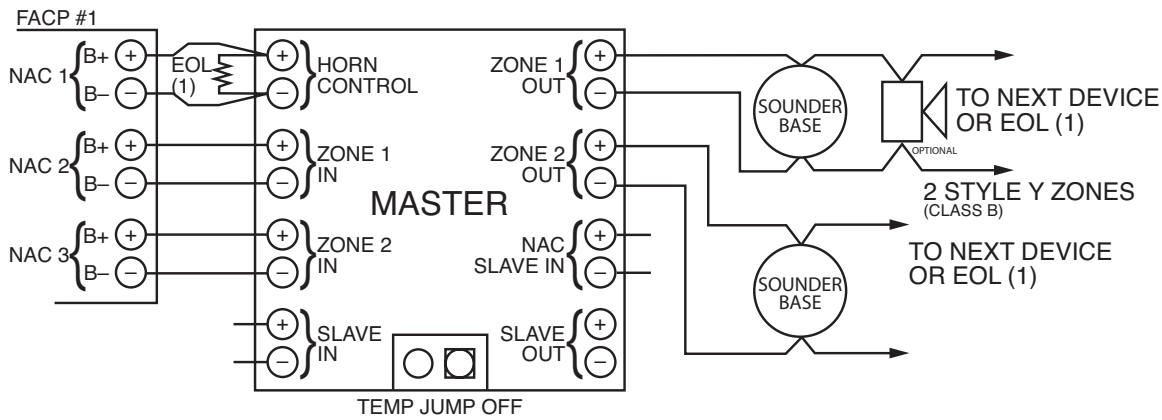 FACP #1
NAC 1
B+ +
B– –
EOL
(1)
+
–
HORN
CONTROL
NAC 2
B+ +
B– –
+
–
ZONE 1
IN
NAC 3
B+ +
B– –
+
–
ZONE 2
IN
+
–
SLAVE
IN
MASTER
ZONE 1
OUT
+
–
ZONE 2
OUT
+
–
NAC
SLAVE IN
+
–
SLAVE
OUT
+
–
TEMP JUMP OFF
SOUNDER
BASE
OPTIONAL
TO NEXT DEVICE
OR EOL (1)
2 STYLE Y ZONES
(CLASS B)
SOUNDER
BASE
TO NEXT DEVICE
OR EOL (1)